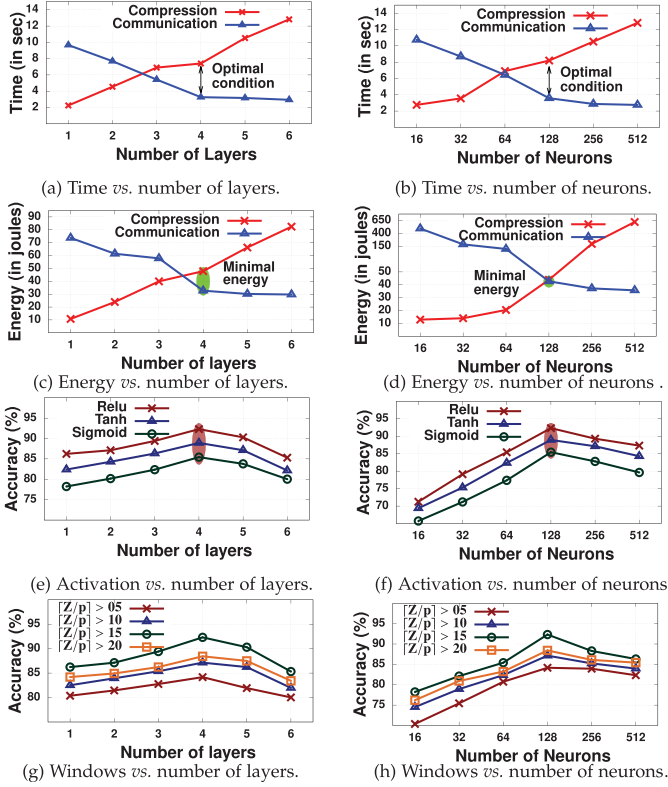 14
12
10
8
6
4
2
Time (in sec)
Compression
Communication
Optimal
condition
1 2 3 4 5 6
Number of Layers
(a) Time vs. number of layers.
14
12
10
8
6
4
2
Time (in sec)
Compression
Communication
Optimal
condition
16 32 64 128 256 512
Number of Neurons
(b) Time vs. number of neurons.
90
80
70
60
50
40
30
20
10
Energy (in joules)
Compression
Communication
Minimal
energy
1 2 3 4 5 6
Number of layers
(c) Energy vs. number of layers.
650
400
150
50
40
30
20
10
Energy (in joules)
Compression
Communication
Minimal
energy
16 32 64 128 256 512
Number of Neurons
(d) Energy vs. number of neurons .
95
90
85
80
75
Accuracy (%)
Relu
Tanh
Sigmoid
1 2 3 4 5 6
Number of layers
(e) Activation vs. number of layers.
95
90
85
80
75
70
Accuracy (%)
Relu
Tanh
Sigmoid
16 32 64 128 256 512
Number of Neurons
(f) Activation vs. number of neurons
95
90
85
80
Accuracy (%)
⌈Z/p⌉ > 05
⌈Z/p⌉ > 10
⌈Z/p⌉ > 15
⌈Z/p⌉ > 20
1 2 3 4 5 6
Number of layers
(g) Windows vs. number of layers.
95
90
85
80
75
Accuracy (%)
⌈Z/p⌉ > 05
⌈Z/p⌉ > 10
⌈Z/p⌉ > 15
⌈Z/p⌉ > 20
16 32 64 128 256 512
Number of Neurons
(h) Windows vs. number of neurons.